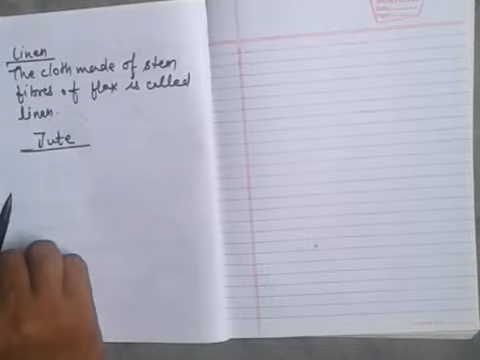 Linen
The cloth made of stem
fibres of flax is called
linen.
Jute